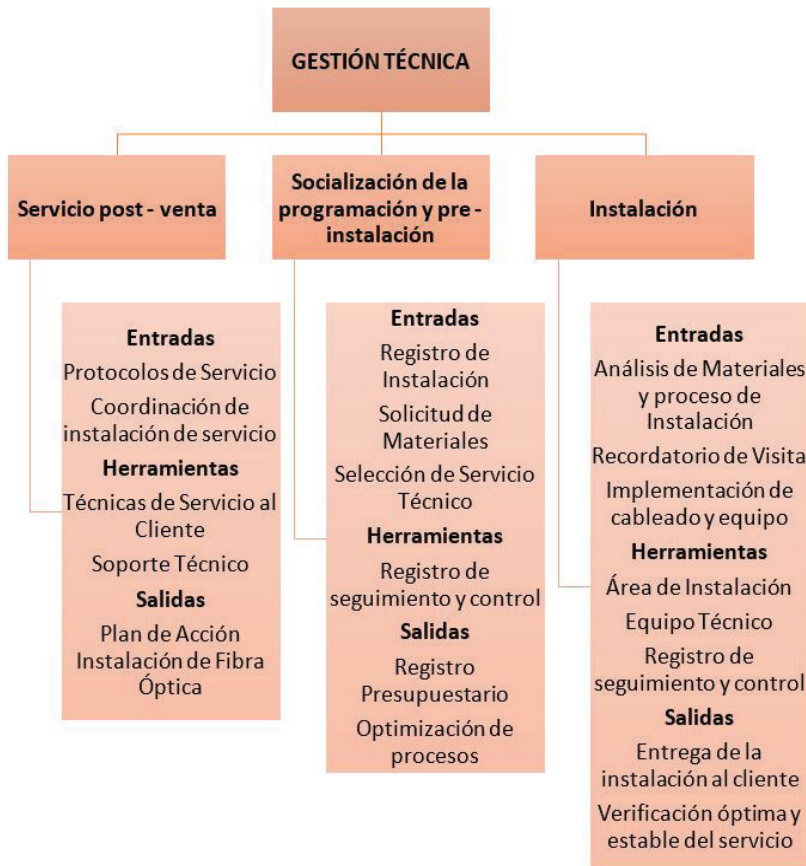 GESTIÓN TÉCNICA
Servicio post - venta
Socialización de la
programación y pre -
instalación
Instalación
Entradas
Protocolos de Servicio
Coordinación de
instalación de servicio
Herramientas
Técnicas de Servicio al
Cliente
Soporte Técnico
Salidas
Plan de Acción
Instalación de Fibra
Óptica
Entradas
Registro de
Instalación
Solicitud de
Materiales
Selección de Servicio
Técnico
Herramientas
Registro de
seguimiento y control
Salidas
Registro
Presupuestario
Optimización de
procesos
Entradas
Análisis de Materiales
y proceso de
Instalación
Recordatorio de Visita
Implementación de
cableado y equipo
Herramientas
Área de Instalación
Equipo Técnico
Registro de
seguimiento y control
Salidas
Entrega de la
instalación al cliente
Verificación óptima y
estable del servicio